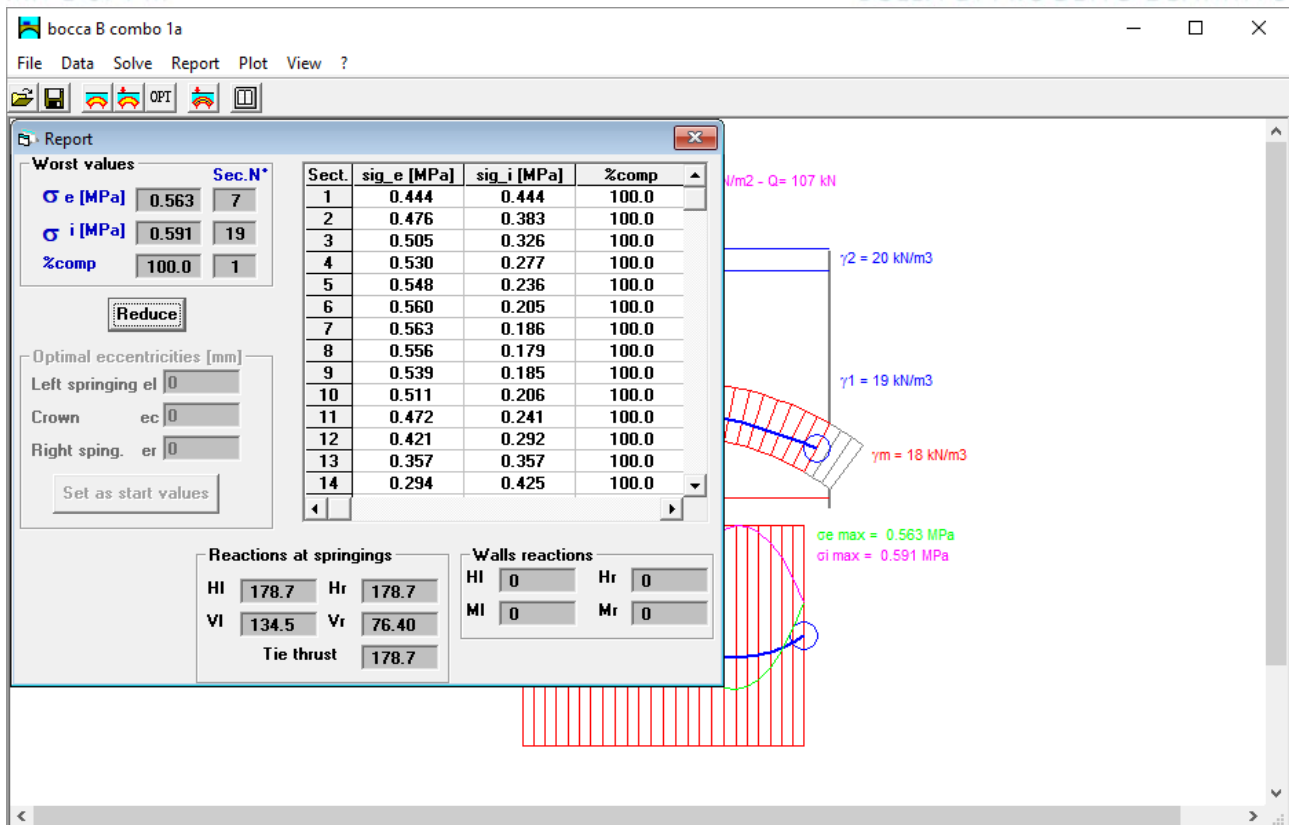 bocca B combo 1a
File Data Solve Report Plot View ?
OPT
Report
Worst values
Sec.N°
σ e [MPa] 0.563 7
σ i [MPa] 0.591 19
%comp 100.0 1
Reduce
Optimal eccentricities [mm]
Left springing el 0
Crown ec 0
Right sping. er 0
Set as start values
Sect. sig_e [MPa] sig_i [MPa] %comp
1 0.444 0.444 100.0
2 0.476 0.383 100.0
3 0.505 0.326 100.0
4 0.530 0.277 100.0
5 0.548 0.236 100.0
6 0.560 0.205 100.0
7 0.563 0.186 100.0
8 0.556 0.179 100.0
9 0.539 0.185 100.0
10 0.511 0.206 100.0
11 0.472 0.241 100.0
12 0.421 0.292 100.0
13 0.357 0.357 100.0
14 0.294 0.425 100.0
Reactions at springings
Hl 178.7 Hr 178.7
Vl 134.5 Vr 76.40
Tie thrust 178.7
Walls reactions
Hl 0 Hr 0
Ml 0 Mr 0
/m2 - Q= 107 kN
γ2 = 20 kN/m3
γ1 = 19 kN/m3
γm = 18 kN/m3
σe max = 0.563 MPa
σi max = 0.591 MPa